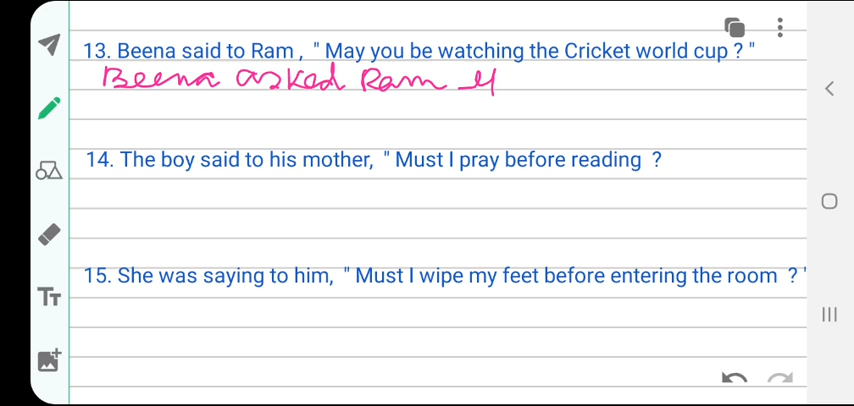 13. Beena said to Ram , " May you be watching the Cricket world cup ? "
Beena asked Ram if
14. The boy said to his mother, " Must I pray before reading ?
15. She was saying to him, " Must I wipe my feet before entering the room ? "
TT